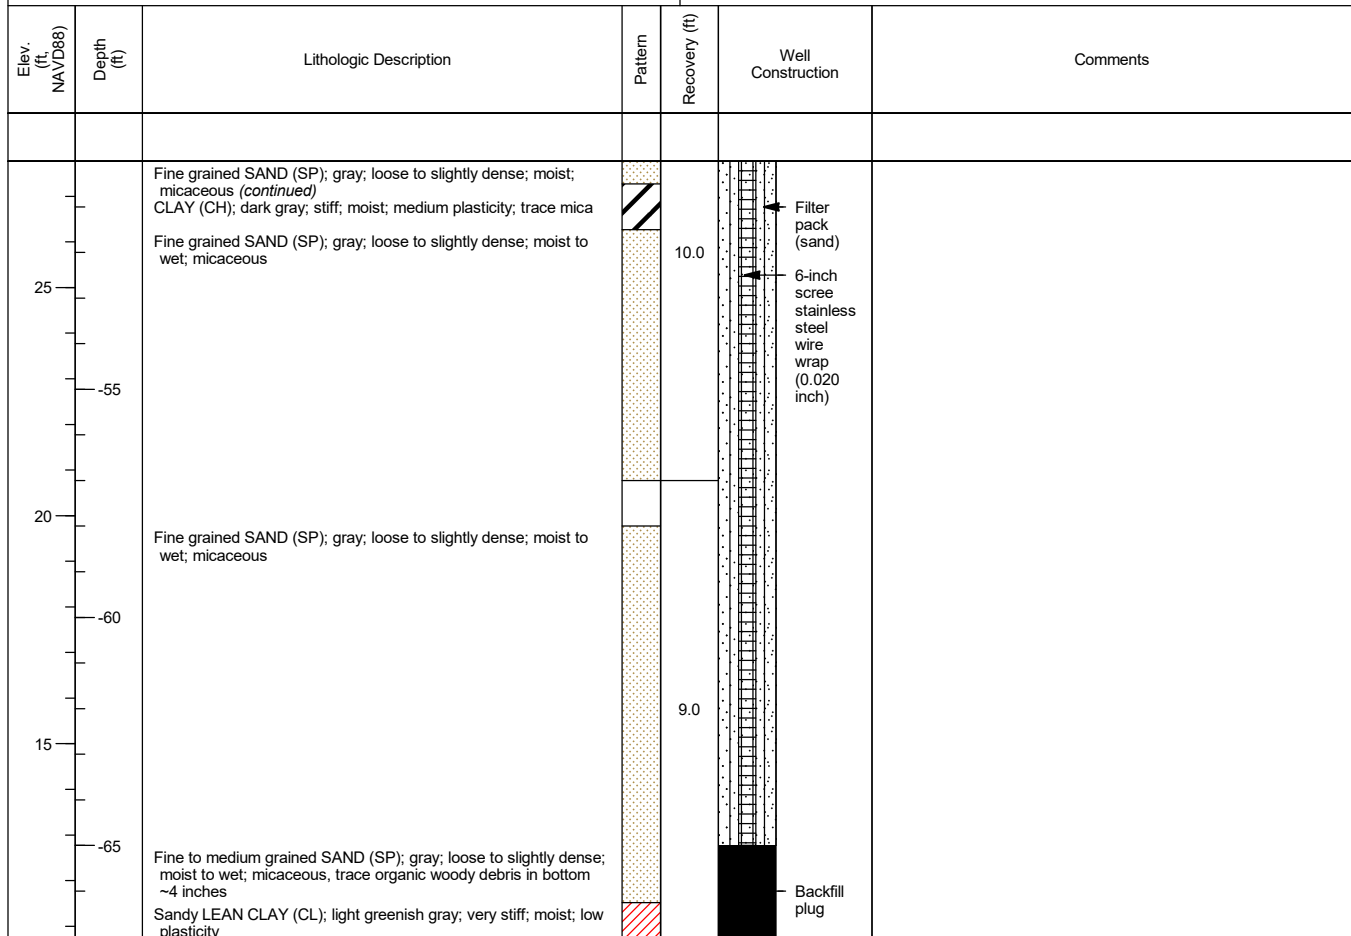 Elev.
(ft,
NAVD88)
Depth
(ft)
Lithologic Description
Pattern
Recovery (ft)
Well
Construction
Comments
Fine grained SAND (SP); gray; loose to slightly dense; moist;
micaceous (continued)
CLAY (CH); dark gray; stiff; moist; medium plasticity; trace mica
Filter
pack
(sand)
Fine grained SAND (SP); gray; loose to slightly dense; moist to
wet; micaceous
10.0
6-inch
scree
stainless
steel
wire
wrap
(0.020
inch)
25
-55
20
Fine grained SAND (SP); gray; loose to slightly dense; moist to
wet; micaceous
-60
9.0
15
-65
Fine to medium grained SAND (SP); gray; loose to slightly dense;
moist to wet; micaceous, trace organic woody debris in bottom
~4 inches
Backfill
plug
Sandy LEAN CLAY (CL); light greenish gray; very stiff; moist; low
plasticity